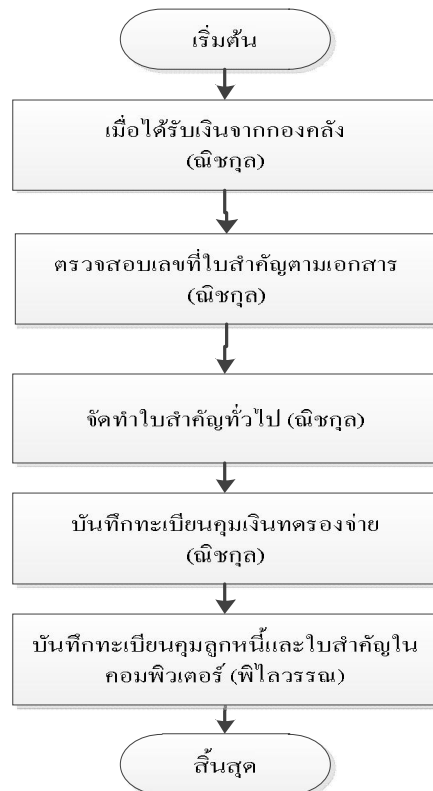 เริ่มต้น
เมื่อได้รับเงินจากกองคลัง
(ณิชกุล)
ตรวจสอบเลขที่ใบสำคัญตามเอกสาร
(ณิชกุล)
จัดทำใบสำคัญทั่วไป (ณิชกุล)
บันทึกทะเบียนคุมเงินทดรองจ่าย
(ณิชกุล)
บันทึกทะเบียนคุมลูกหนี้และใบสำคัญใน
คอมพิวเตอร์ (พิไลวรรณ)
สิ้นสุด